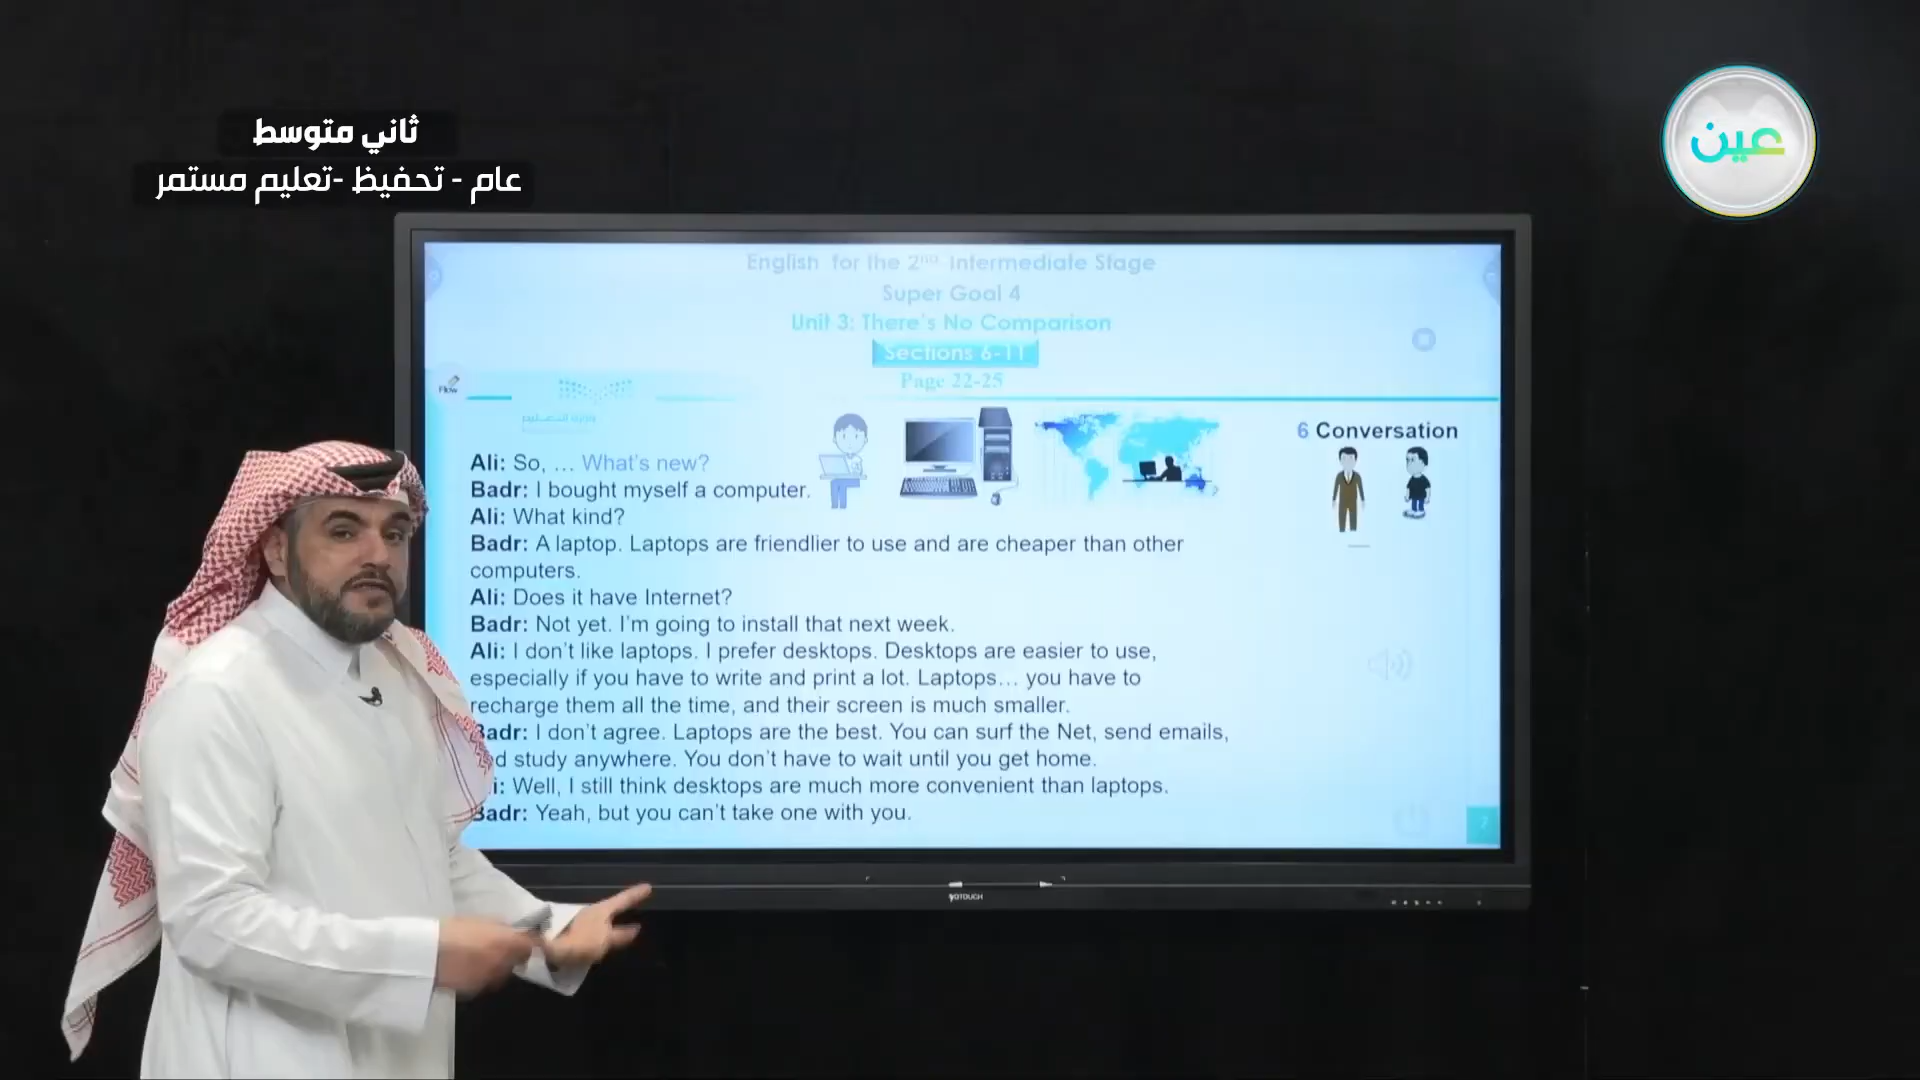 ثاني متوسط
عام - تحفيظ -تعليم مستمر
عين
English for the 2nd Intermediate Stage
Super Goal 4
Unit 3: There's No Comparison
Sections 6-11
Page 22-25
Flow
وزارة التعليم
6 Conversation
Ali: So, … What's new?
Badr: I bought myself a computer.
Ali: What kind?
Badr: A laptop. Laptops are friendlier to use and are cheaper than other
computers.
Ali: Does it have Internet?
Badr: Not yet. I'm going to install that next week.
Ali: I don't like laptops. I prefer desktops. Desktops are easier to use,
especially if you have to write and print a lot. Laptops… you have to
recharge them all the time, and their screen is much smaller.
Badr: I don't agree. Laptops are the best. You can surf the Net, send emails,
d study anywhere. You don't have to wait until you get home.
i: Well, I still think desktops are much more convenient than laptops.
Badr: Yeah, but you can't take one with you.
7